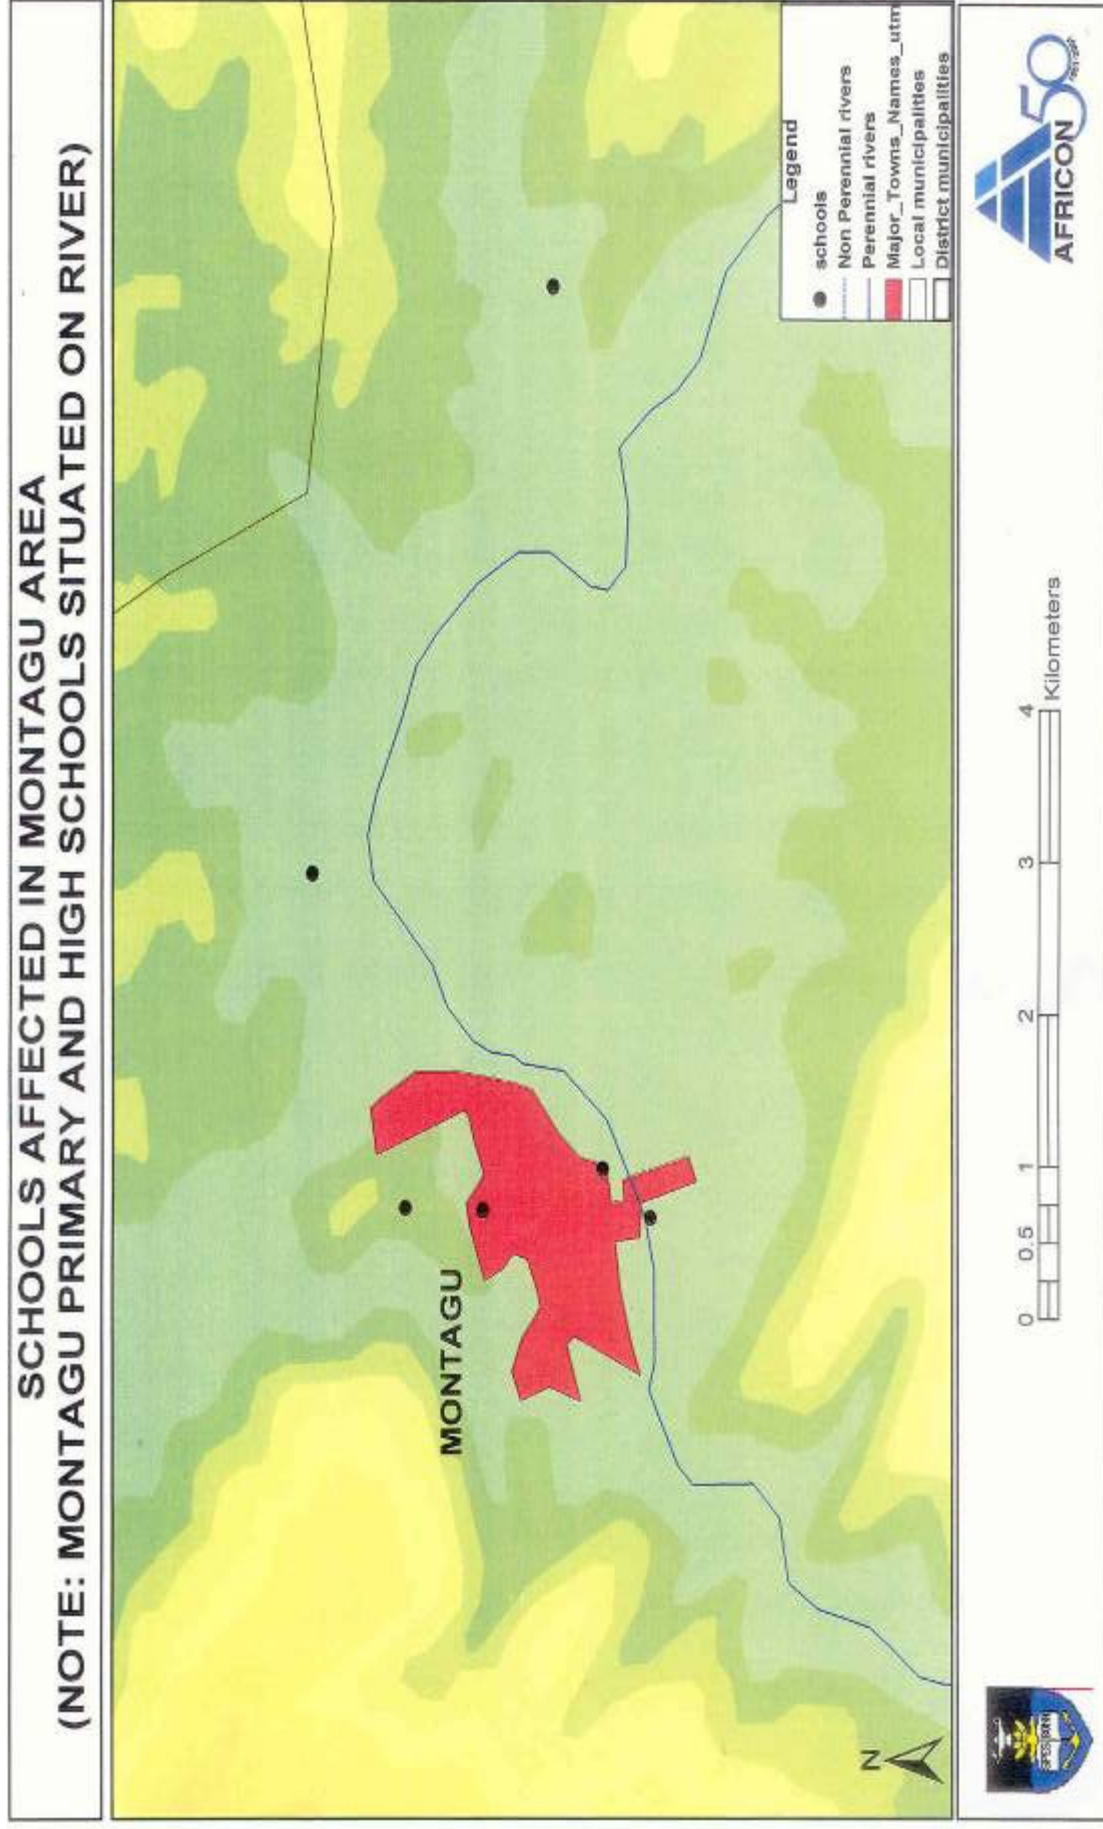 SCHOOLS AFFECTED IN MONTAGU AREA
(NOTE: MONTAGU PRIMARY AND HIGH SCHOOLS SITUATED ON RIVER)
MONTAGU
N
Legend
schools
Non Perennial rivers
Perennial rivers
Major_Towns_Names_utm
Local municipalities
District municipalities
0 0.5 1 2 3 4
Kilometers
AFRICON
50